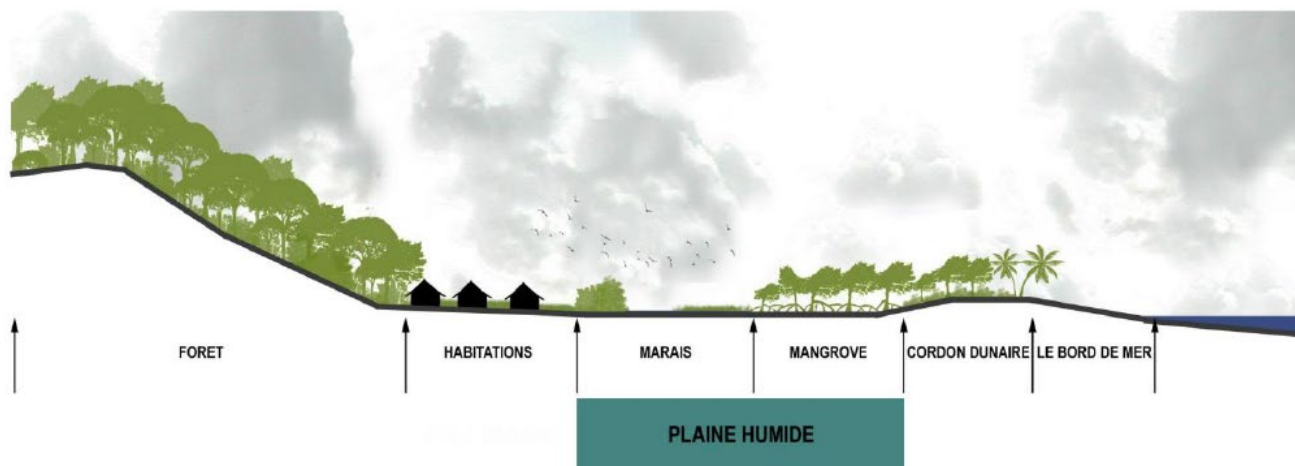 FORET
HABITATIONS
MARAIS
MANGROVE
CORDON DUNAIRE
LE BORD DE MER
PLAINE HUMIDE